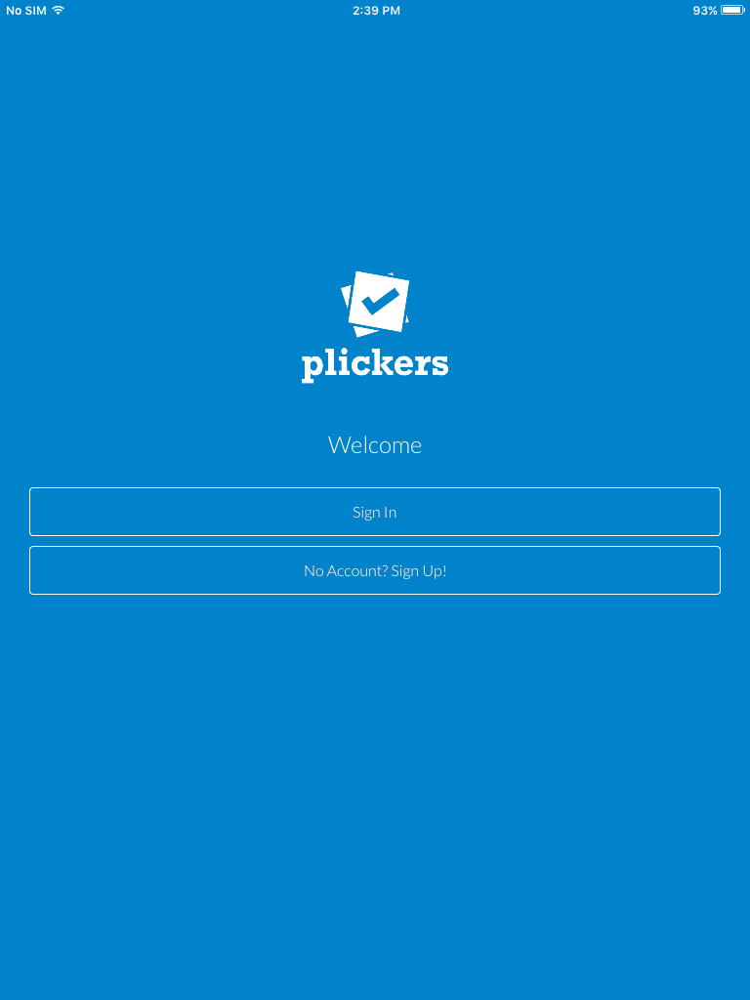 No SIM 2:39 PM 93%
plickers
Welcome
Sign In
No Account? Sign Up!